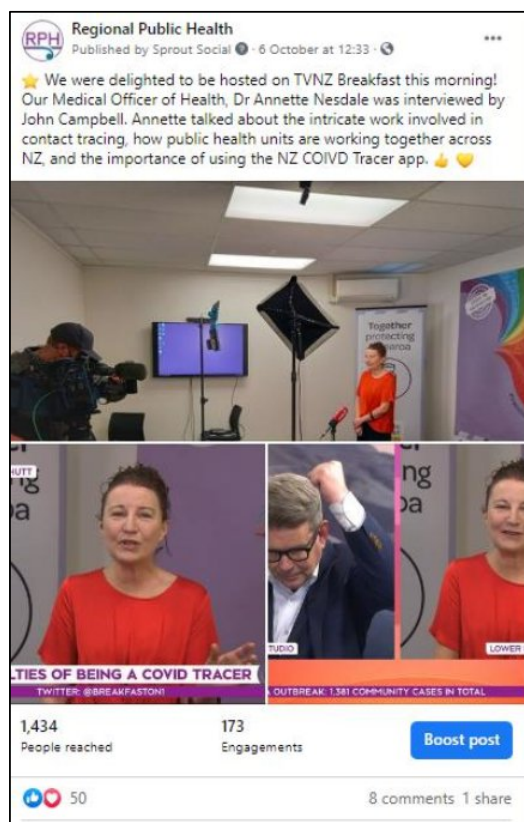 RPH
Regional Public Health
Published by Sprout Social · 6 October at 12:33 ·
We were delighted to be hosted on TVNZ Breakfast this morning!
Our Medical Officer of Health, Dr Annette Nesdale was interviewed by
John Campbell. Annette talked about the intricate work involved in
contact tracing, how public health units are working together across
NZ, and the importance of using the NZ COIVD Tracer app.
Together
protecting
earoa
HUTT
ng
oa
er
ng
pa
TUDIO
LOWER
LTIES OF BEING A COVID TRACER
TWITTER: @BREAKFASTON1
A OUTBREAK: 1,381 COMMUNITY CASES IN TOTAL
1,434
People reached
173
Engagements
Boost post
50
8 comments 1 share